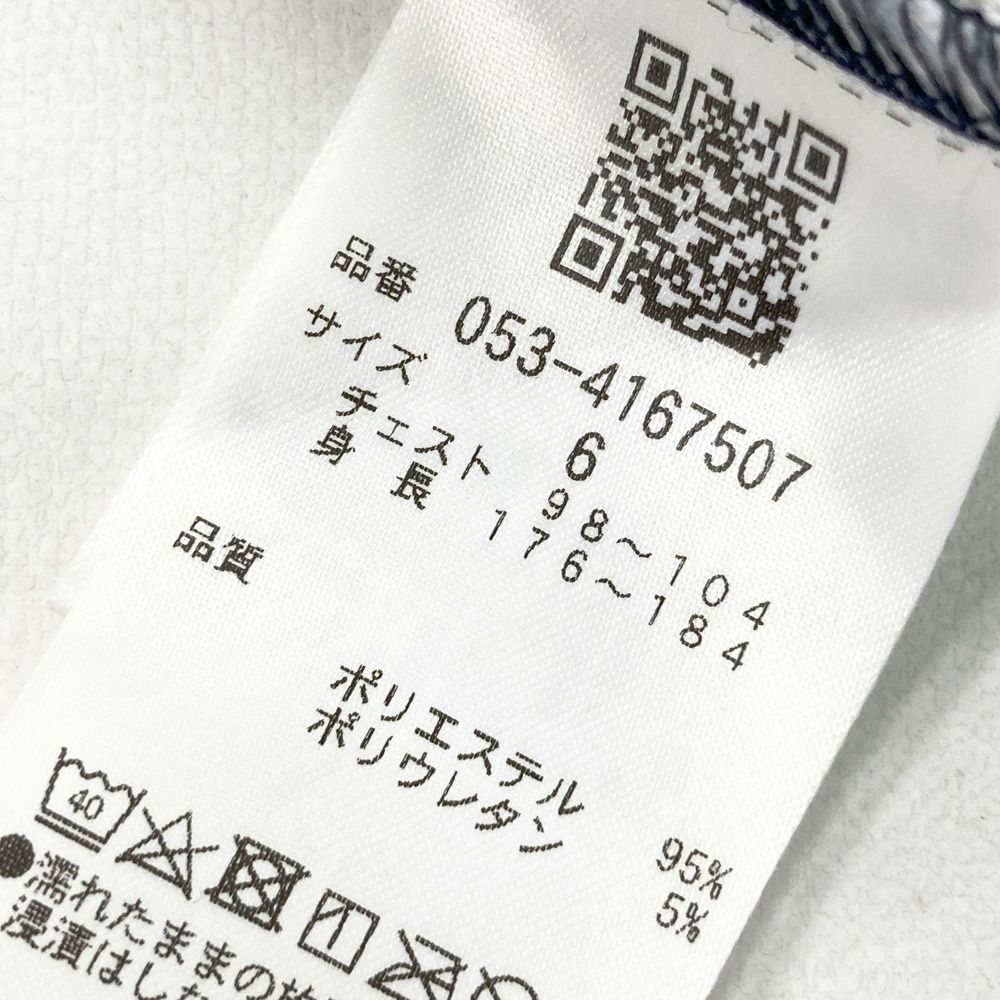 品番 053-4167507
サイズ 6
チェスト 98〜104
身長 176〜184
品質
ポリエステル 95%
ポリウレタン 5%
40
●濡れたままの放
浸漬はしな